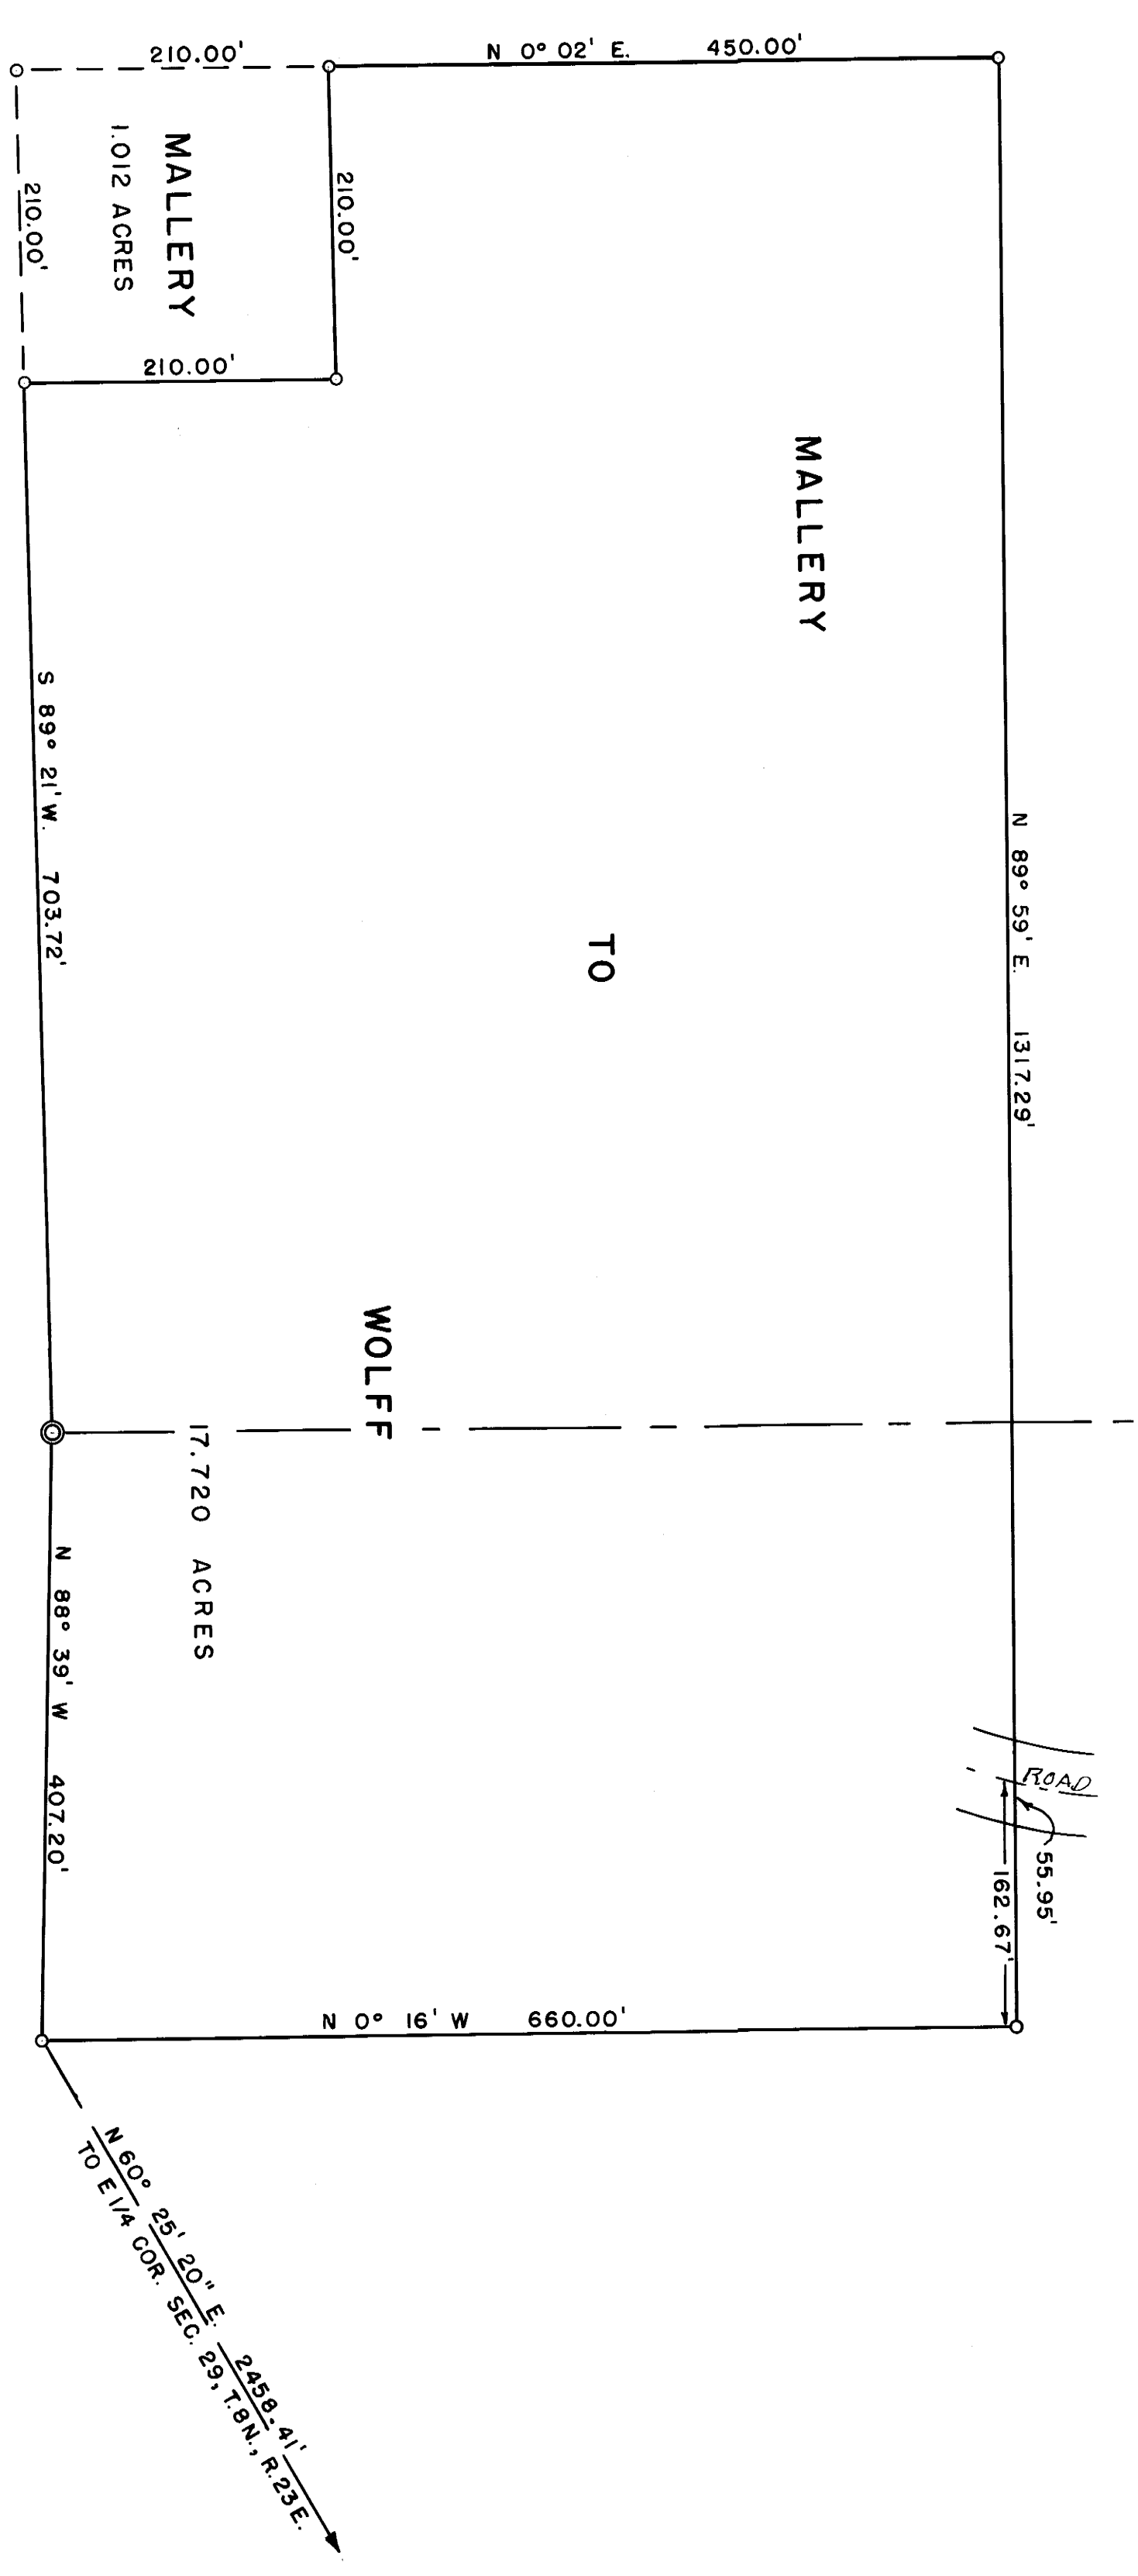 N 0° 02' E. 450.00'
210.00'
MALLERY
1.012 ACRES
210.00'
210.00'
210.00'
MALLERY
TO
WOLFF
17.720 ACRES
N 89° 59' E. 1317.29'
S 89° 21' W. 703.72'
N 88° 39' W 407.20'
ROAD
55.95'
162.67'
N 0° 16' W 660.00'
N 60° 25' 20" E. 2458.41'
TO E 1/4 COR. SEC. 29, T.8N., R.23E.